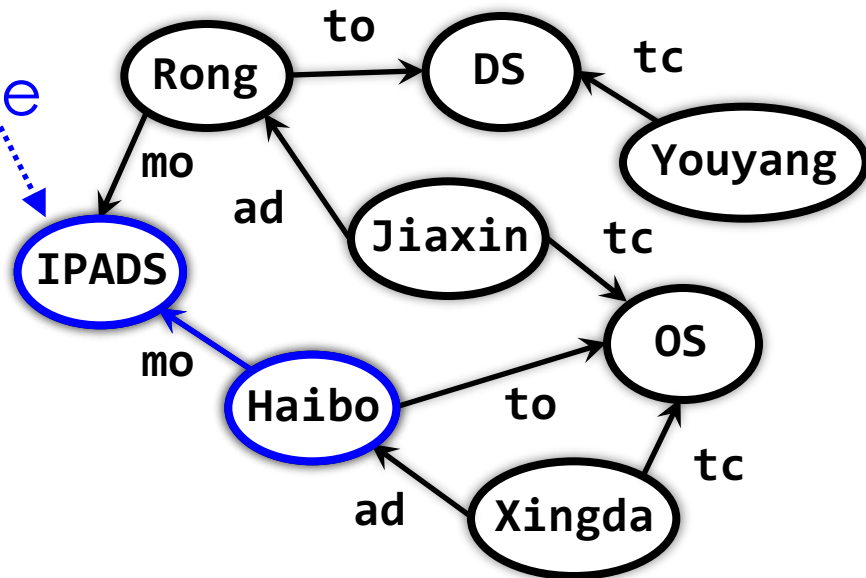 to
Rong
DS
tc
e
Youyang
mo
ad
Jiaxin
tc
IPADS
OS
mo
Haibo
to
tc
ad
Xingda